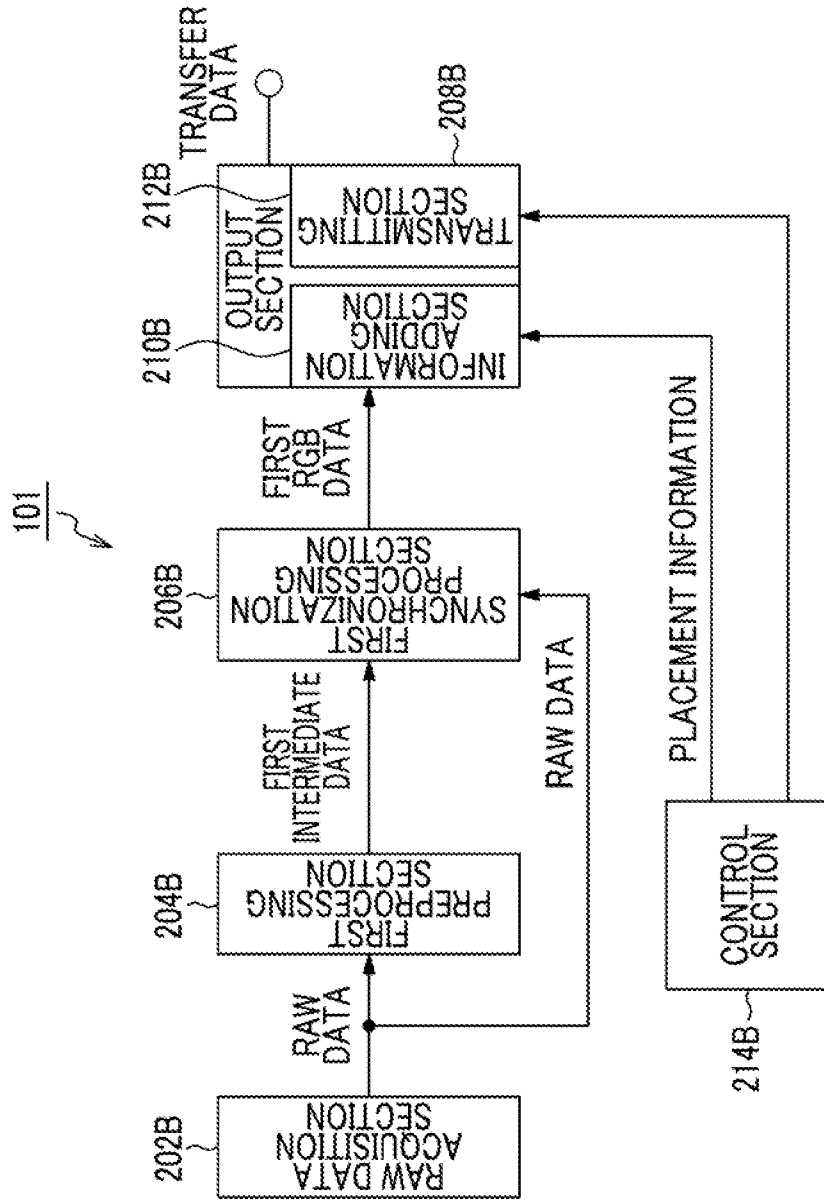 101
202B
RAW DATA
ACQUISITION
SECTION
RAW
DATA
204B
FIRST
PREPROCESSING
SECTION
FIRST
INTERMEDIATE
DATA
206B
FIRST
SYNCHRONIZATION
PROCESSING
SECTION
RAW DATA
FIRST
RGB
DATA
210B
OUTPUT
SECTION
212B
INFORMATION
ADDING
SECTION
TRANSMITTING
SECTION
208B
TRANSFER
DATA
PLACEMENT INFORMATION
CONTROL
SECTION
214B